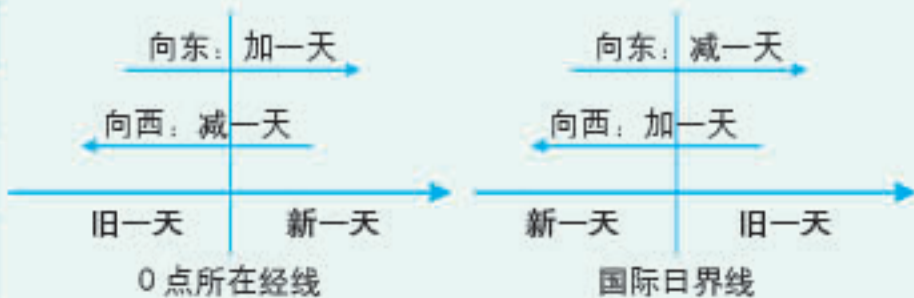 向东：加一天
向西：减一天
旧一天 新一天
0点所在经线
向东：减一天
向西：加一天
新一天 旧一天
国际日界线